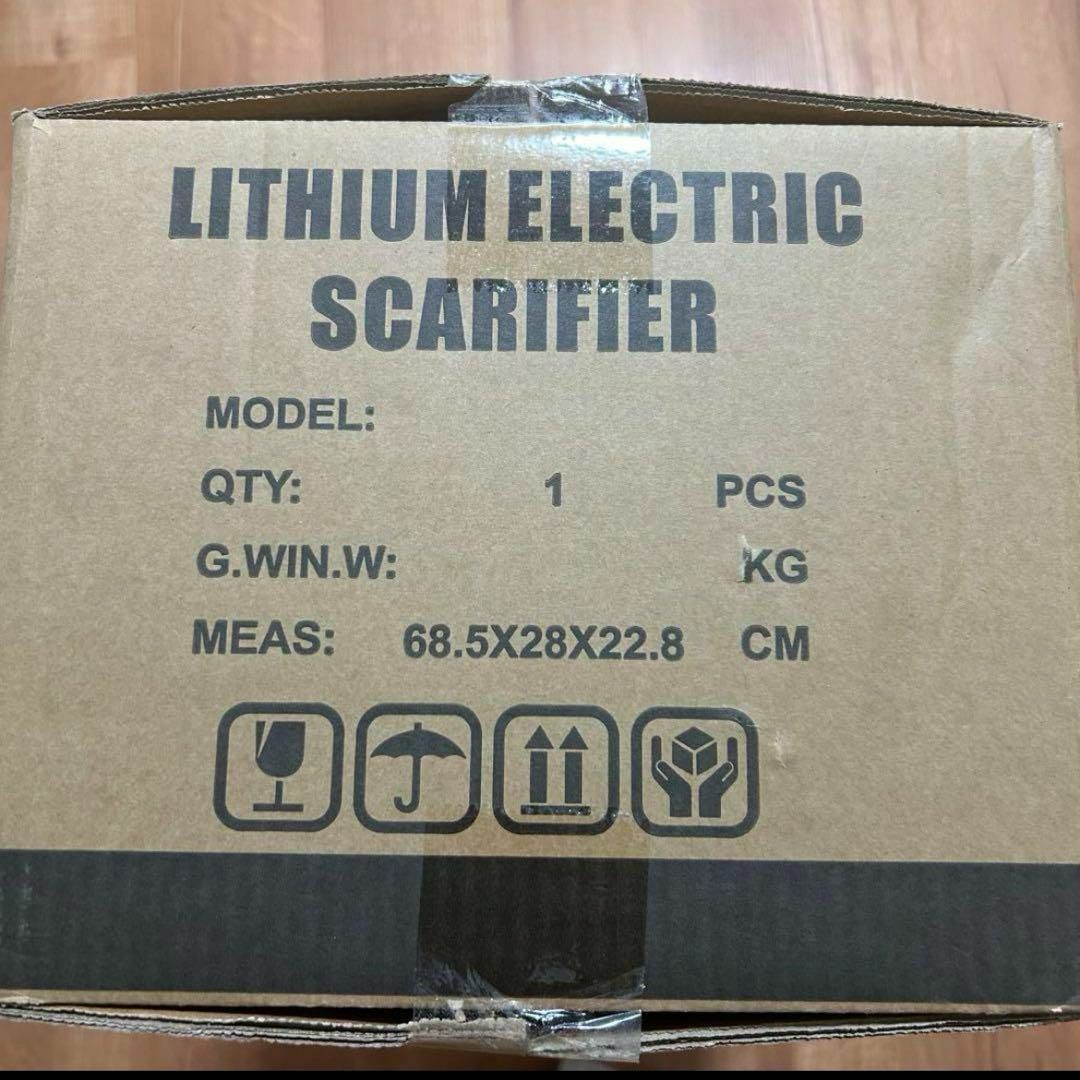 LITHIUM ELECTRIC
SCARIFIER
MODEL:
QTY: 1 PCS
G.WIN.W: KG
MEAS: 68.5X28X22.8 CM